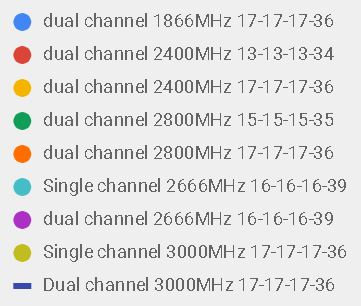 dual channel 1866MHz 17-17-17-36
dual channel 2400MHz 13-13-13-34
dual channel 2400MHz 17-17-17-36
dual channel 2800MHz 15-15-15-35
dual channel 2800MHz 17-17-17-36
Single channel 2666MHz 16-16-16-39
dual channel 2666MHz 16-16-16-39
Single channel 3000MHz 17-17-17-36
Dual channel 3000MHz 17-17-17-36